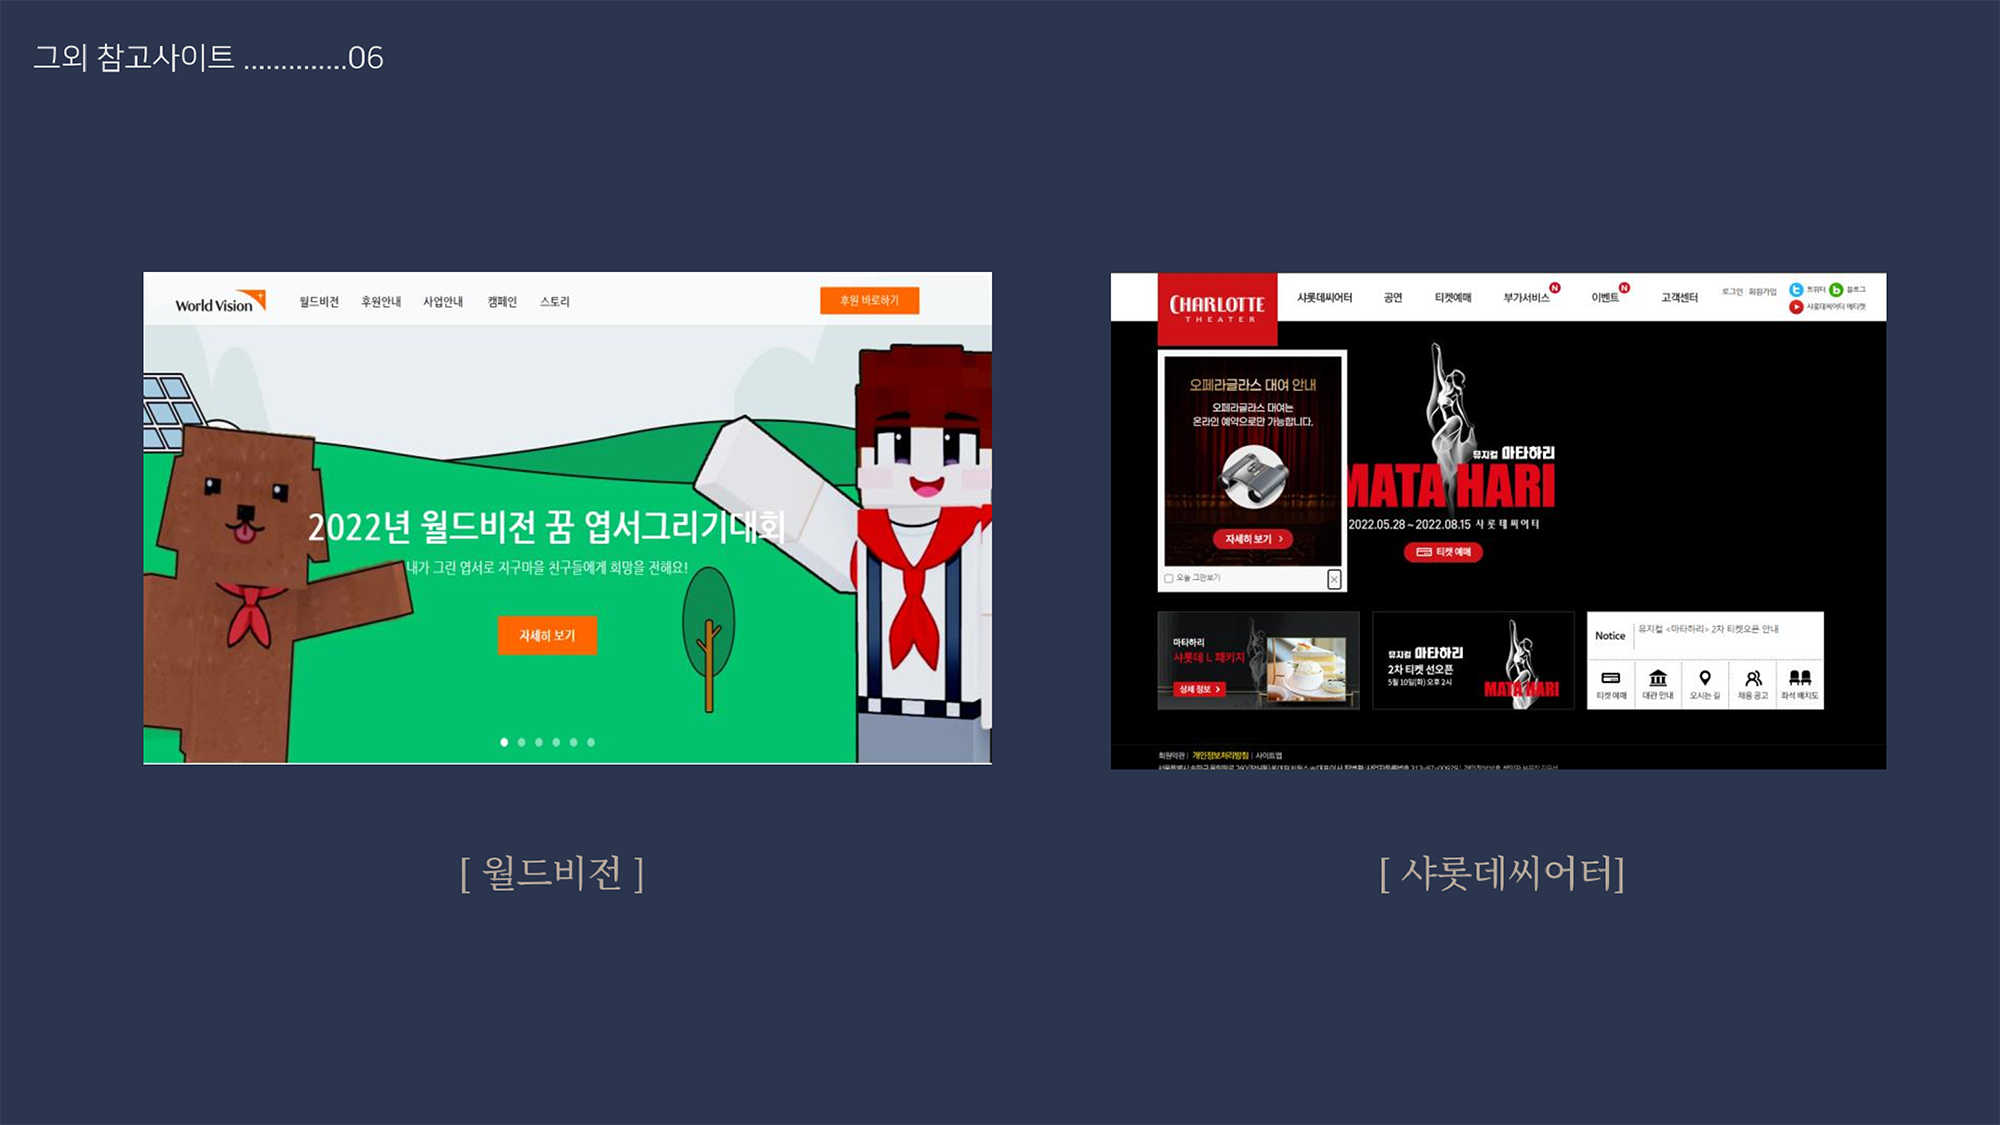 그외 참고사이트 ..............06
World Vision
월드비전 후원안내 사업안내 캠페인 스토리
후원 바로하기
2022년 월드비전 꿈 엽서그리기대회
내가 그린 엽서로 지구마을 친구들에게 희망을 전해요!
자세히 보기
[ 월드비전 ]
CHARLOTTE
THEATER
샤롯데씨어터 공연 티켓예매 부가서비스 N 이벤트 N 고객센터
로그인 회원가입
트위터 블로그
샤롯데씨어터 에티켓
오페라글라스 대여 안내
오페라글라스 대여는
온라인 예약으로만 가능합니다.
자세히 보기 >
오늘 그만보기
뮤지컬 마타하리
MATA HARI
2022.05.28 ~ 2022.08.15 샤롯데씨어터
티켓 예매
마타하리
샤롯데 L 패키지
상세 정보 >
뮤지컬 마타하리
2차 티켓 선오픈
5월 10일(화) 오후 2시
MATA HARI
Notice
뮤지컬 <마타하리> 2차 티켓오픈 안내
티켓 예매 대관 안내 오시는 길 채용 공고 좌석 배치도
회원약관 | 개인정보처리방침 | 사이트맵
[ 샤롯데씨어터]